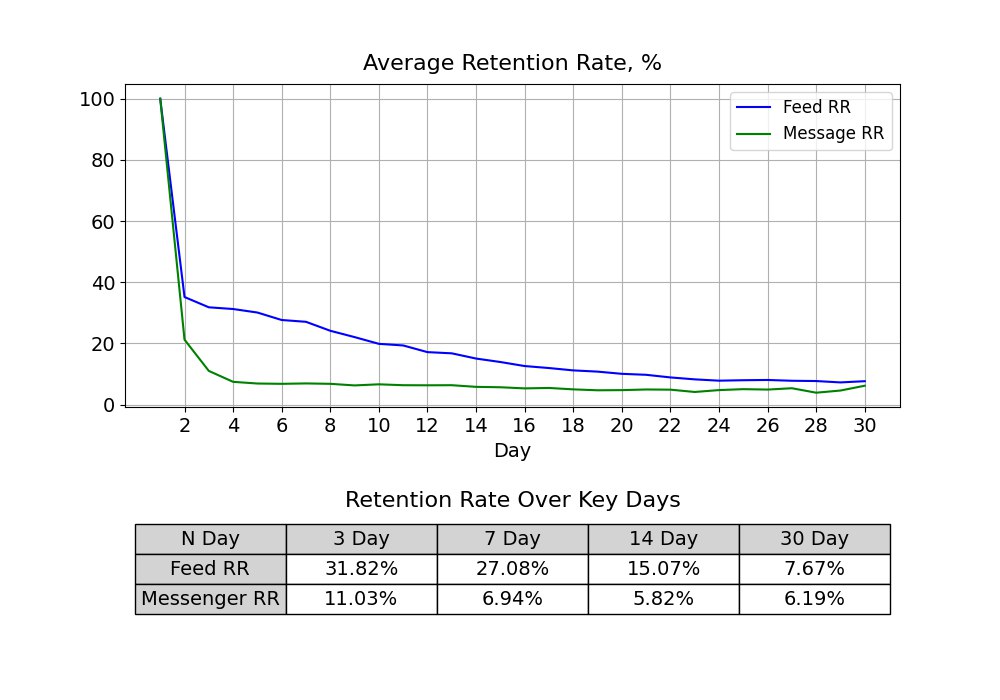 Average Retention Rate, %
100
80
60
40
20
0
Feed RR
Message RR
2 4 6 8 10 12 14 16 18 20 22 24 26 28 30
Day
Retention Rate Over Key Days
N Day 3 Day 7 Day 14 Day 30 Day
Feed RR 31.82% 27.08% 15.07% 7.67%
Messenger RR 11.03% 6.94% 5.82% 6.19%